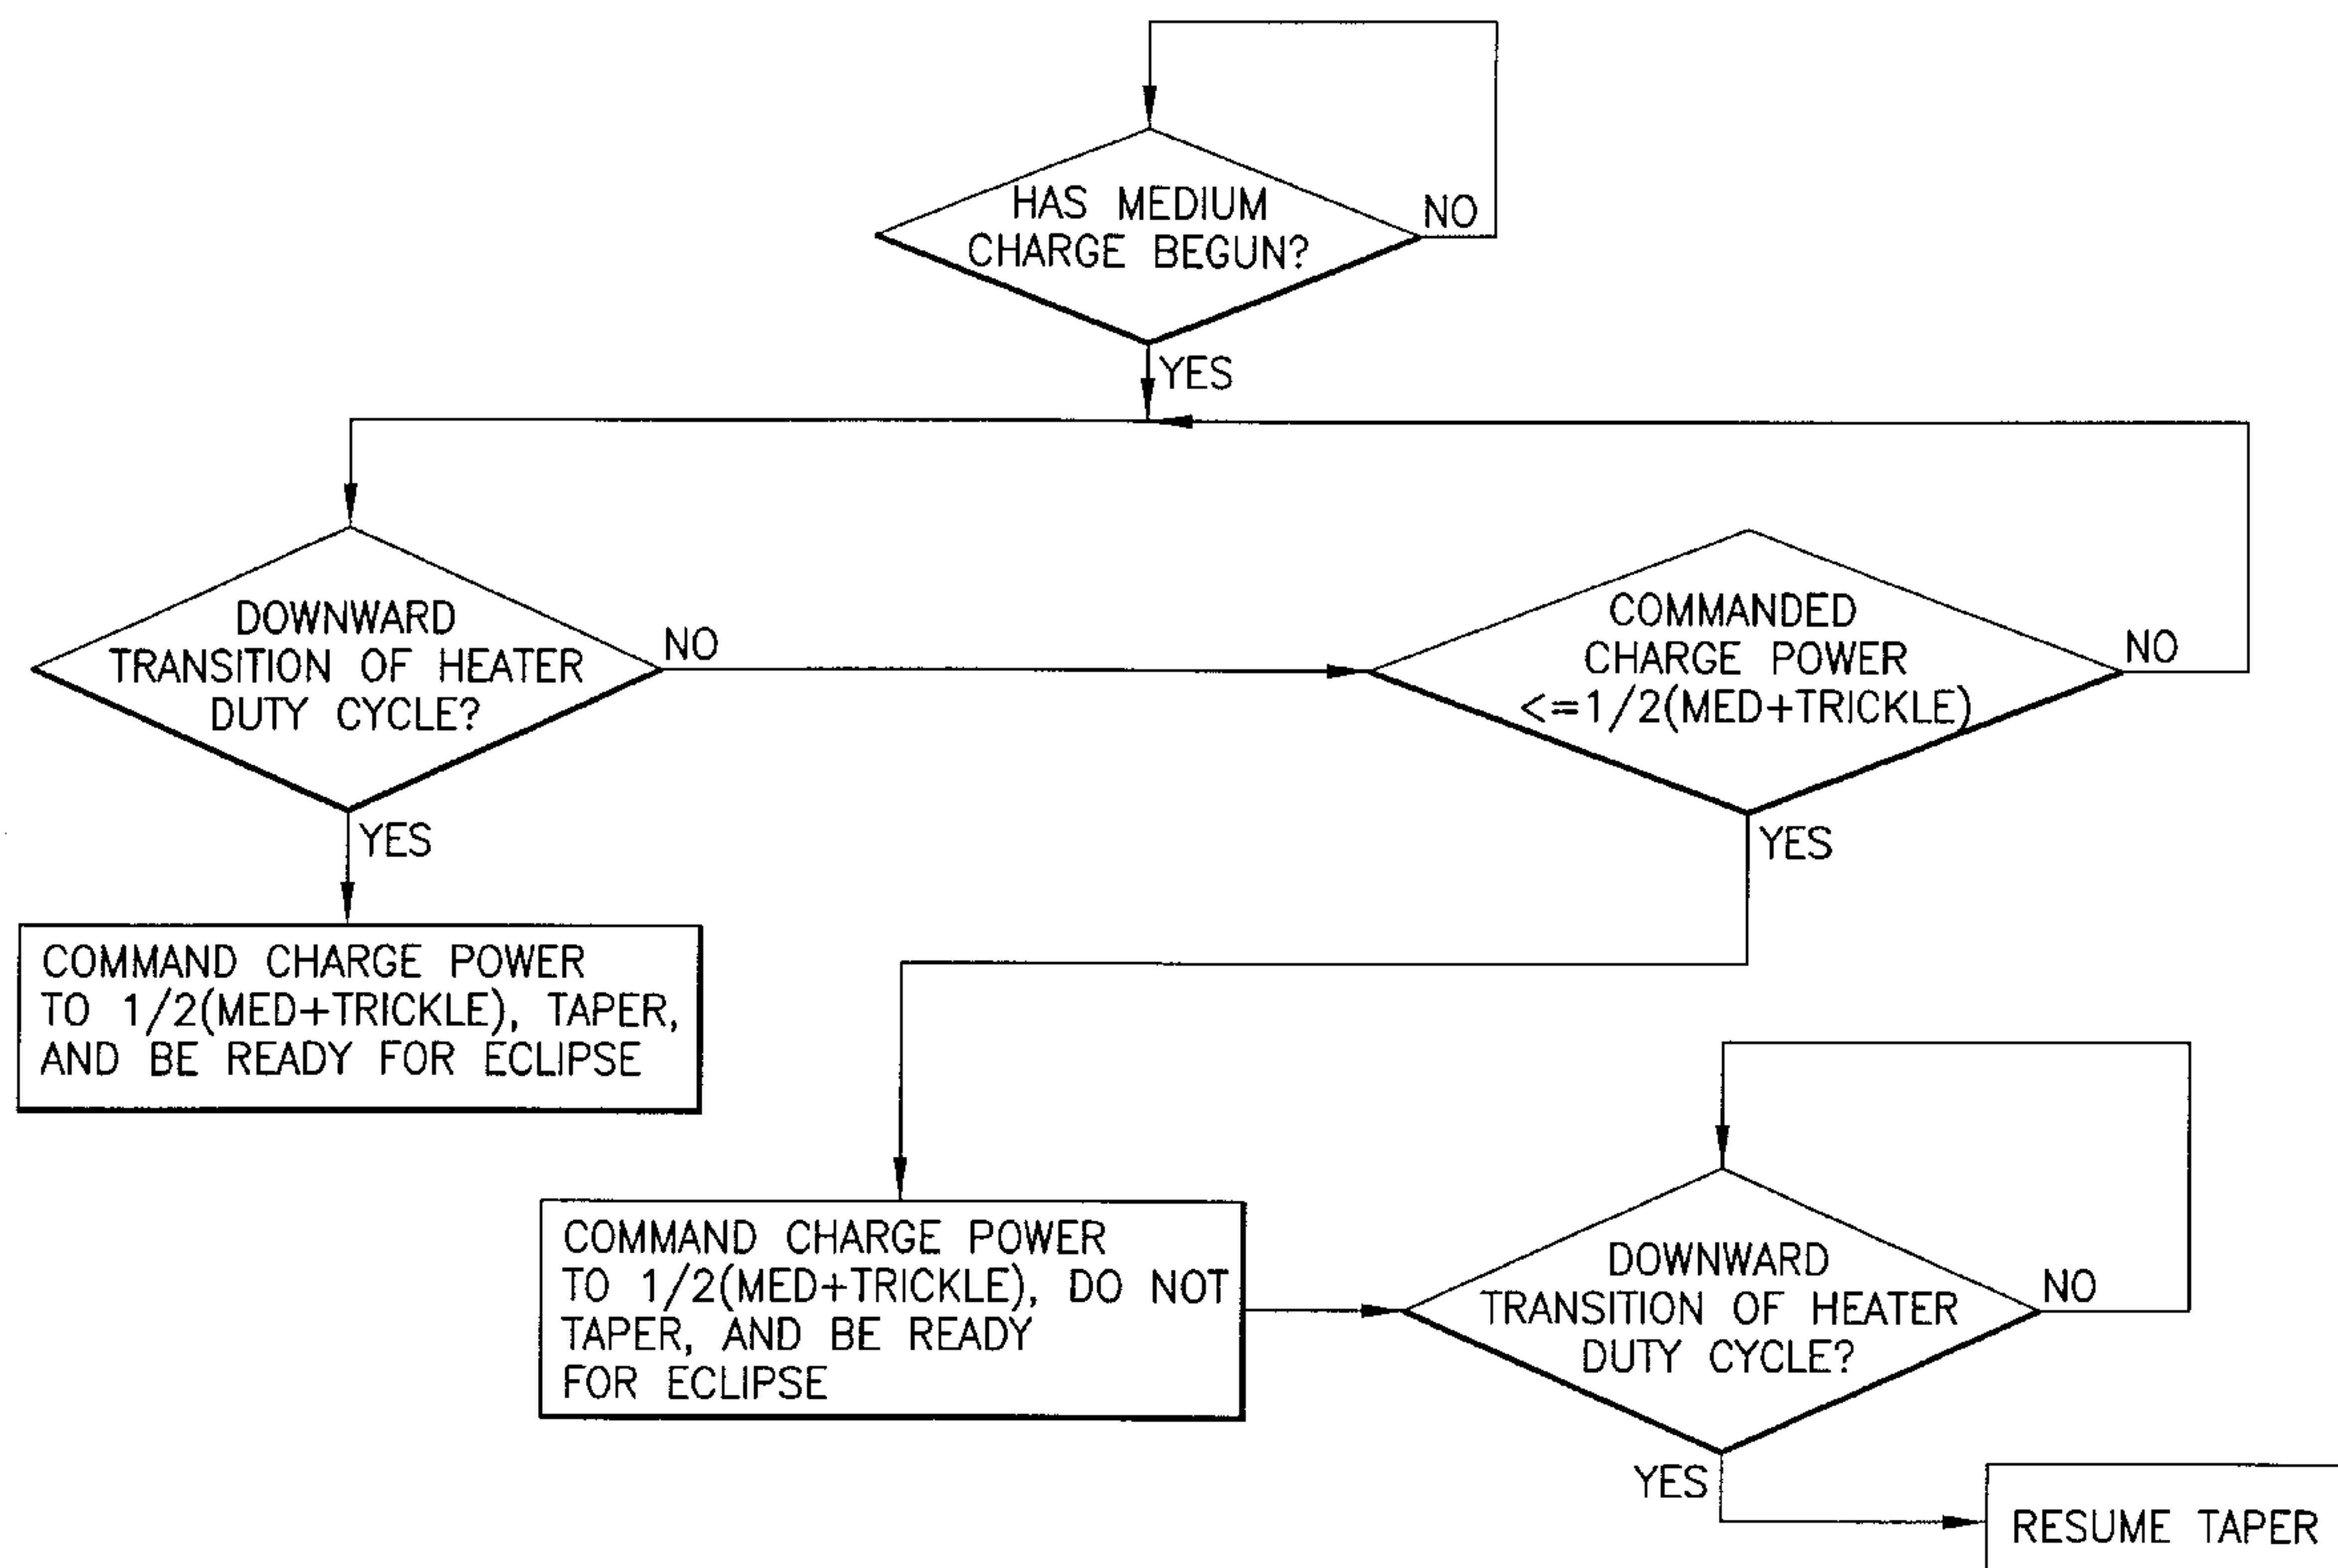 HAS MEDIUM
CHARGE BEGUN?
NO
YES
DOWNWARD
TRANSITION OF HEATER
DUTY CYCLE?
NO
COMMANDED
CHARGE POWER
<=1/2(MED+TRICKLE)
NO
YES
YES
COMMAND CHARGE POWER
TO 1/2(MED+TRICKLE), TAPER,
AND BE READY FOR ECLIPSE
COMMAND CHARGE POWER
TO 1/2(MED+TRICKLE), DO NOT
TAPER, AND BE READY
FOR ECLIPSE
DOWNWARD
TRANSITION OF HEATER
DUTY CYCLE?
NO
YES
RESUME TAPER